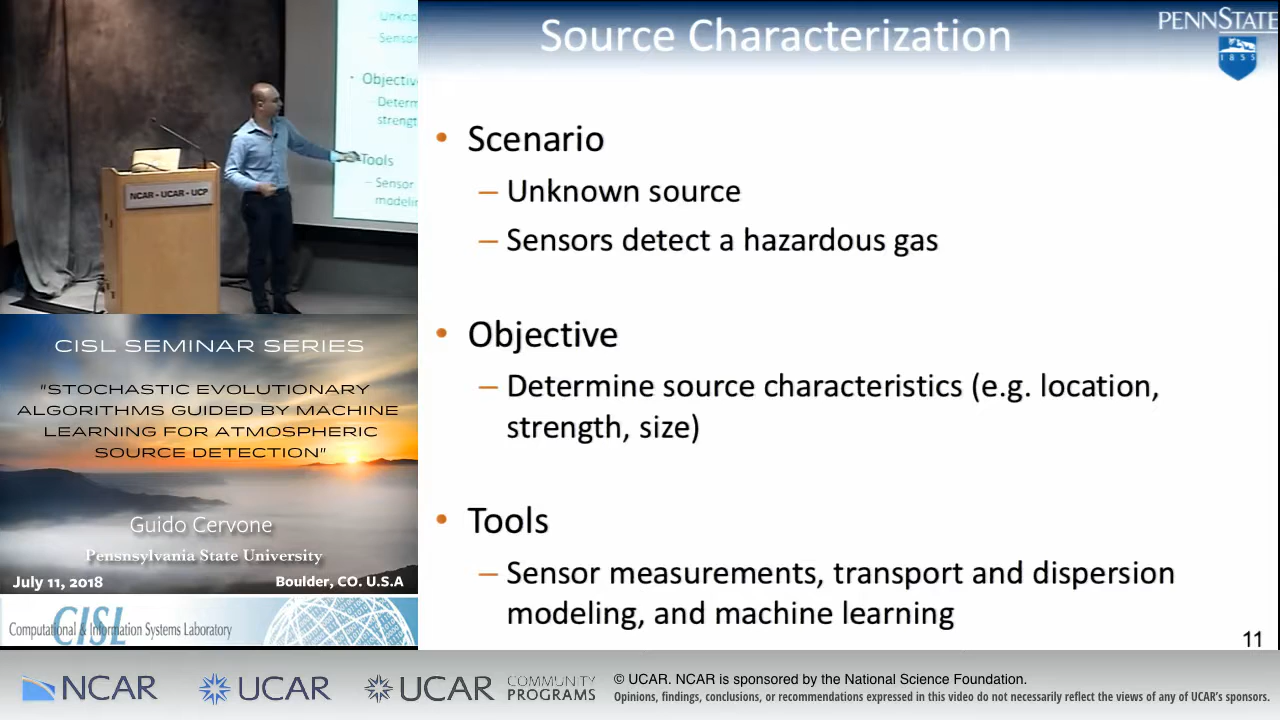 Source Characterization
PENNSTATE
1855
• Scenario
– Unknown source
– Sensors detect a hazardous gas
• Objective
– Determine source characteristics (e.g. location,
strength, size)
• Tools
– Sensor measurements, transport and dispersion
modeling, and machine learning
11
Objectiv
Determ
strengt
Tools
Sensor
modelin
NCAR • UCAR • UCP
CISL SEMINAR SERIES
"STOCHASTIC EVOLUTIONARY
ALGORITHMS GUIDED BY MACHINE
LEARNING FOR ATMOSPHERIC
SOURCE DETECTION"
Guido Cervone
Pensnsylvania State University
July 11, 2018 Boulder, CO. U.S.A
CISL
Computational & Information Systems Laboratory
NCAR UCAR UCAR COMMUNITY
PROGRAMS
© UCAR. NCAR is sponsored by the National Science Foundation.
Opinions, findings, conclusions, or recommendations expressed in this video do not necessarily reflect the views of any of UCAR's sponsors.